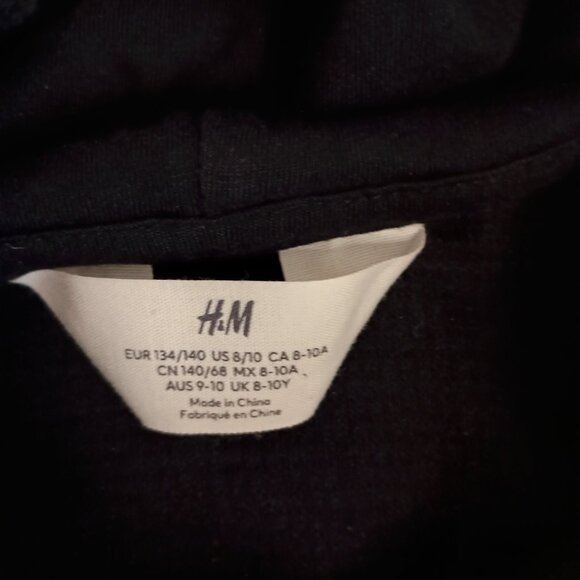 H&M
EUR 134/140 US 8/10 CA 8-10A
CN 140/68 MX 8-10A
AUS 9-10 UK 8-10Y
Made in China
Fabriqué en Chine